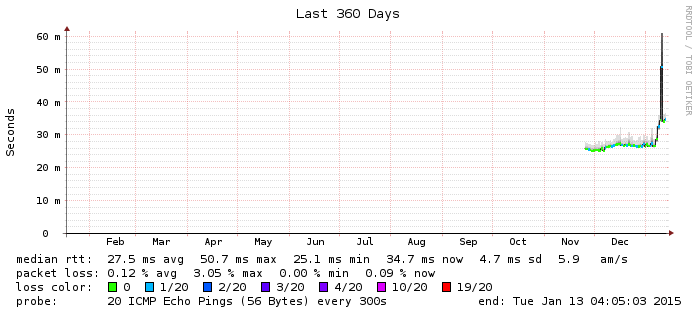 Last 360 Days
RRDTOOL / TOBI OETIKER
Seconds
60 m
50 m
40 m
30 m
20 m
10 m
0
Feb Mar Apr May Jun Jul Aug Sep Oct Nov Dec
median rtt: 27.5 ms avg 50.7 ms max 25.1 ms min 34.7 ms now 4.7 ms sd 5.9 am/s
packet loss: 0.12 % avg 3.05 % max 0.00 % min 0.09 % now
loss color: 0 1/20 2/20 3/20 4/20 10/20 19/20
probe: 20 ICMP Echo Pings (56 Bytes) every 300s end: Tue Jan 13 04:05:03 2015